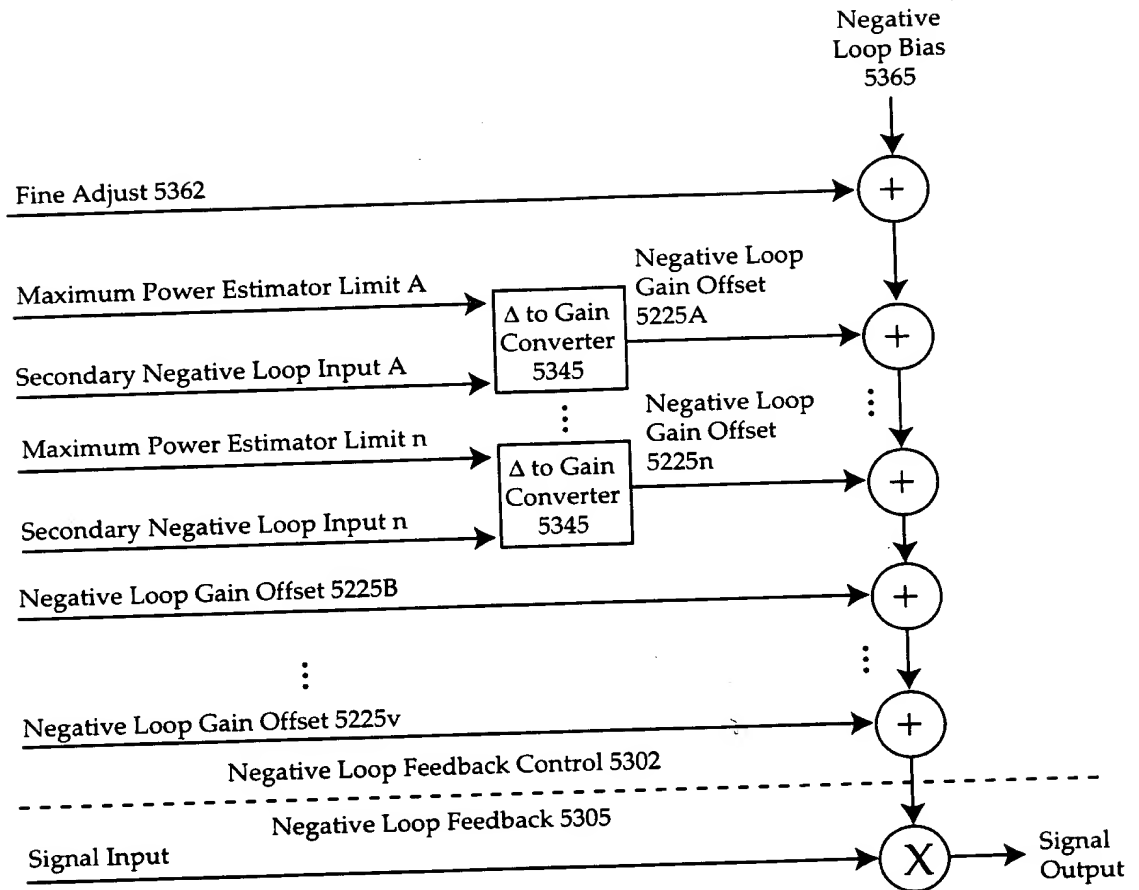 Negative
Loop Bias
5365
Fine Adjust 5362
+
Negative Loop
Gain Offset
5225A
Maximum Power Estimator Limit A
Δ to Gain
Converter
5345
+
Secondary Negative Loop Input A
Negative Loop
Gain Offset
5225n
Maximum Power Estimator Limit n
Δ to Gain
Converter
5345
+
Secondary Negative Loop Input n
Negative Loop Gain Offset 5225B
+
Negative Loop Gain Offset 5225v
+
Negative Loop Feedback Control 5302
Negative Loop Feedback 5305
Signal Input
X
Signal
Output